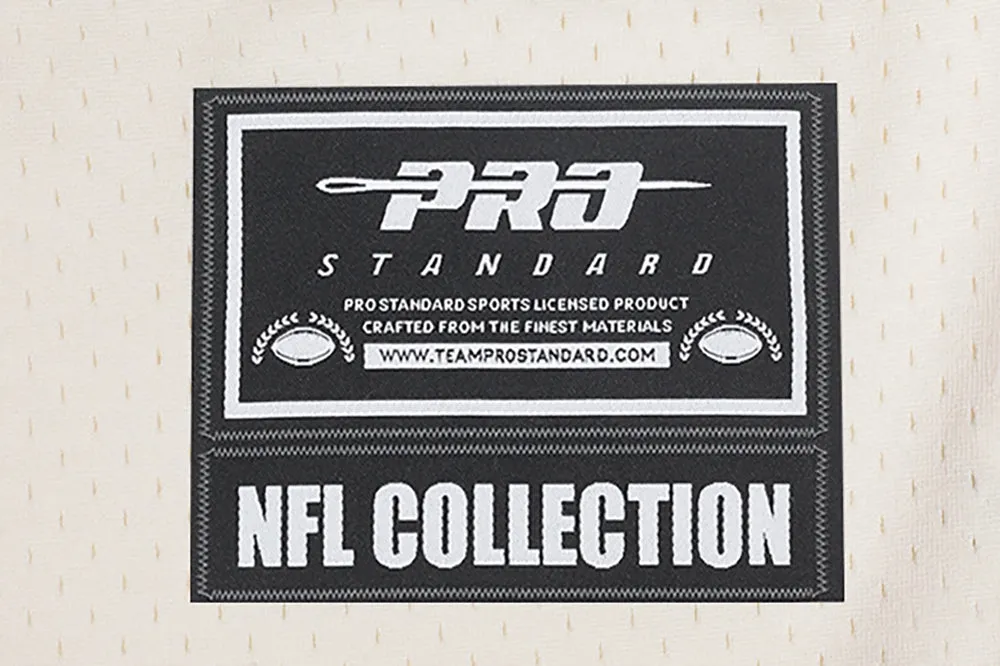 PRO
STANDARD
PRO STANDARD SPORTS LICENSED PRODUCT
CRAFTED FROM THE FINEST MATERIALS
WWW.TEAMPROSTANDARD.COM
NFL COLLECTION